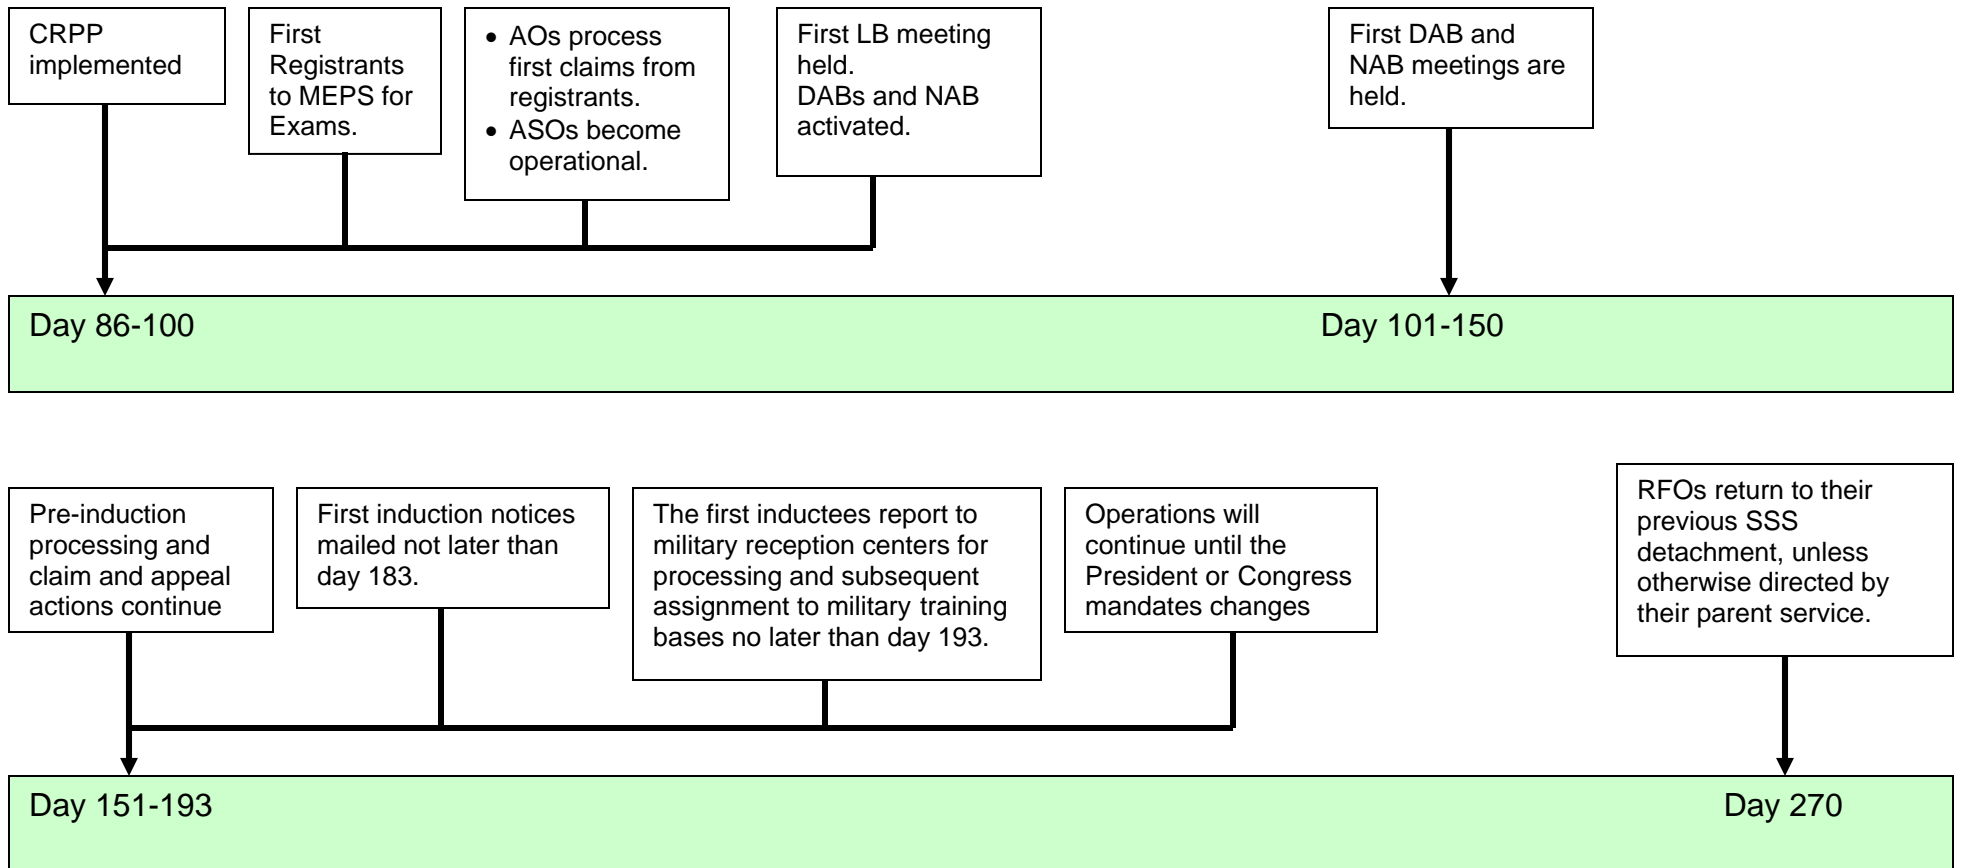 CRPP
implemented
First
Registrants
to MEPS for
Exams.
• AOs process
first claims from
registrants.
• ASOs become
operational.
First LB meeting
held.
DABs and NAB
activated.
First DAB and
NAB meetings are
held.
Day 86-100
Day 101-150
Pre-induction
processing and
claim and appeal
actions continue
First induction notices
mailed not later than
day 183.
The first inductees report to
military reception centers for
processing and subsequent
assignment to military training
bases no later than day 193.
Operations will
continue until the
President or Congress
mandates changes
RFOs return to their
previous SSS
detachment, unless
otherwise directed by
their parent service.
Day 151-193
Day 270